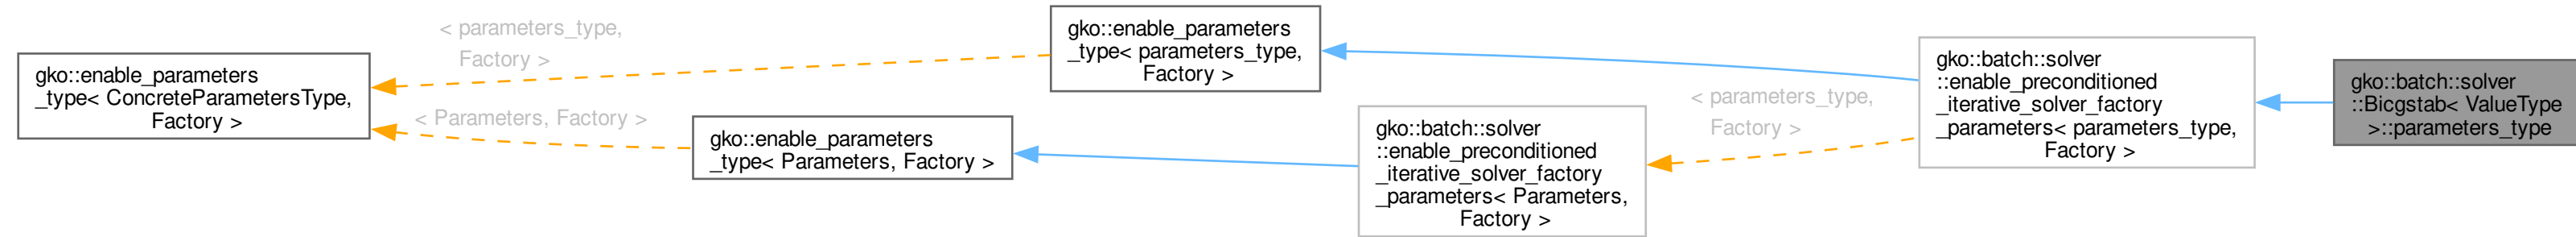 gko::enable_parameters
_type< ConcreteParametersType,
Factory >
< parameters_type,
Factory >
< Parameters, Factory >
gko::enable_parameters
_type< Parameters, Factory >
gko::enable_parameters
_type< parameters_type,
Factory >
gko::batch::solver
::enable_preconditioned
_iterative_solver_factory
_parameters< Parameters,
Factory >
< parameters_type,
Factory >
gko::batch::solver
::enable_preconditioned
_iterative_solver_factory
_parameters< parameters_type,
Factory >
gko::batch::solver
::Bicgstab< ValueType
>::parameters_type